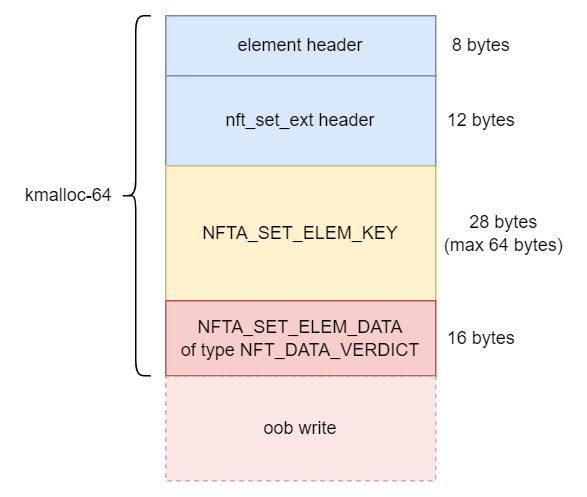 element header
8 bytes
nft_set_ext header
12 bytes
kmalloc-64
NFTA_SET_ELEM_KEY
28 bytes
(max 64 bytes)
NFTA_SET_ELEM_DATA
of type NFT_DATA_VERDICT
16 bytes
oob write